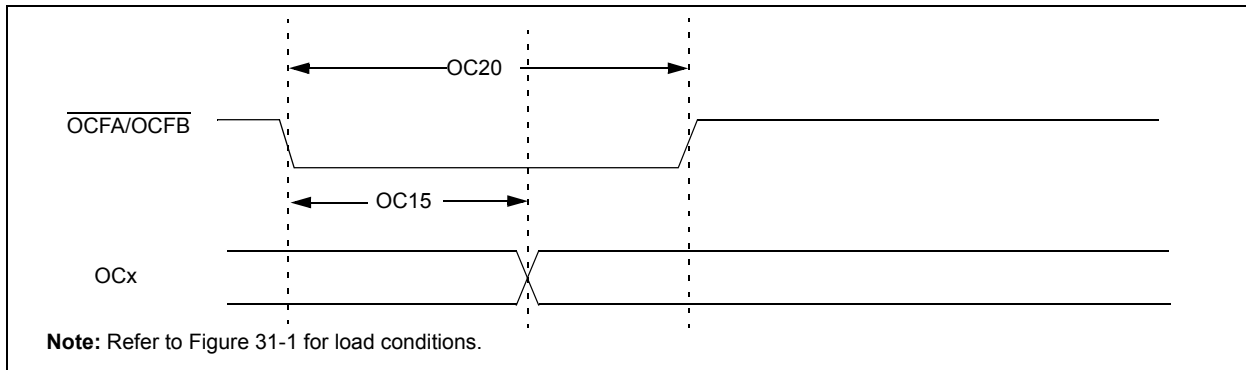 OC20
OCFA/OCFB
OC15
OCx
Note: Refer to Figure 31-1 for load conditions.